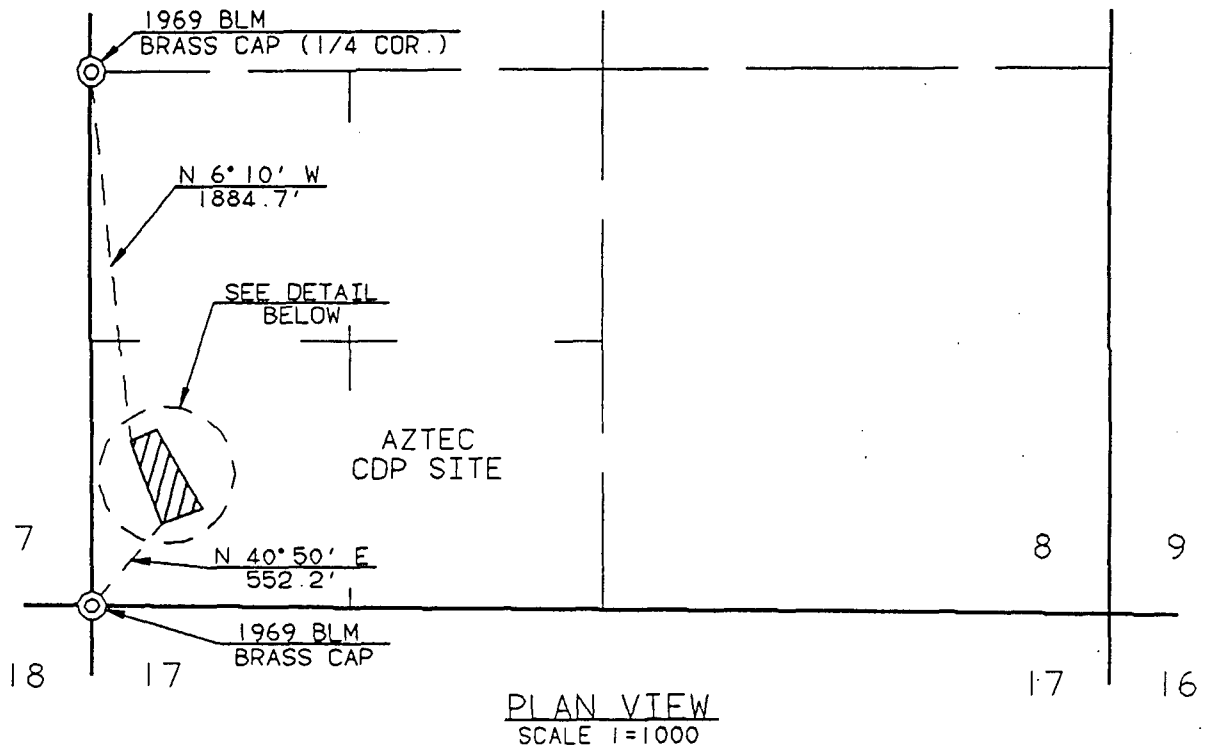 1969 BLM
BRASS CAP (1/4 COR.)
N 6°10' W
1884.7'
SEE DETAIL
BELOW
AZTEC
CDP SITE
7
8
9
N 40°50' E
552.2'
1969 BLM
BRASS CAP
18
17
17
16
PLAN VIEW
SCALE 1=1000